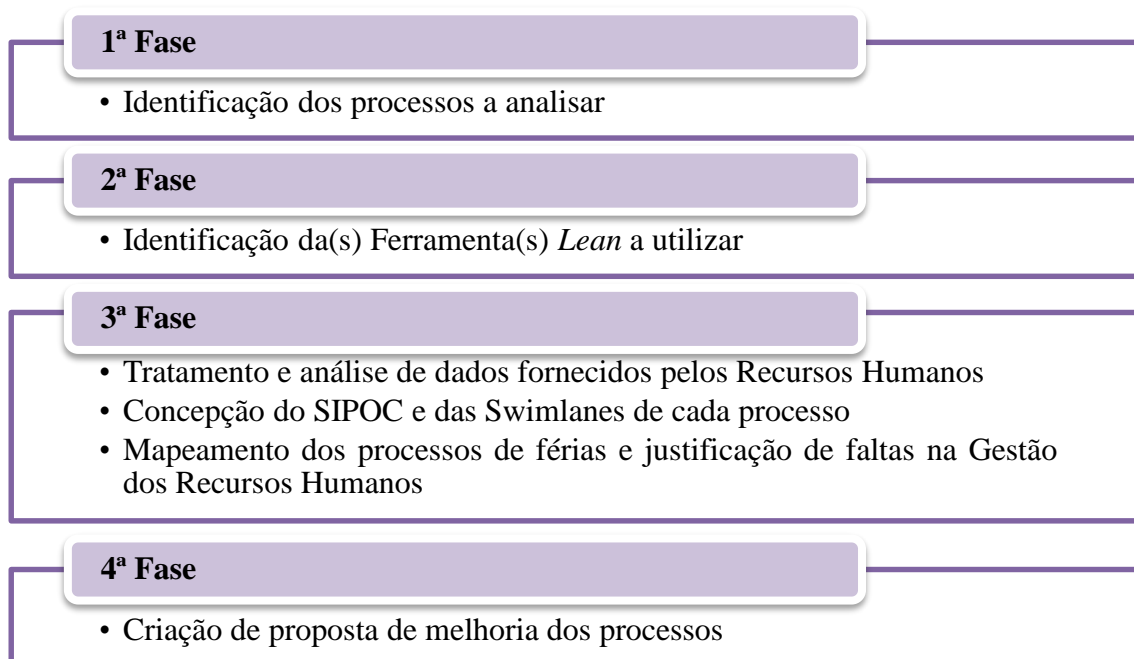 1ª Fase
• Identificação dos processos a analisar
2ª Fase
• Identificação da(s) Ferramenta(s) Lean a utilizar
3ª Fase
• Tratamento e análise de dados fornecidos pelos Recursos Humanos
• Concepção do SIPOC e das Swimlanes de cada processo
• Mapeamento dos processos de férias e justificação de faltas na Gestão
dos Recursos Humanos
4ª Fase
• Criação de proposta de melhoria dos processos